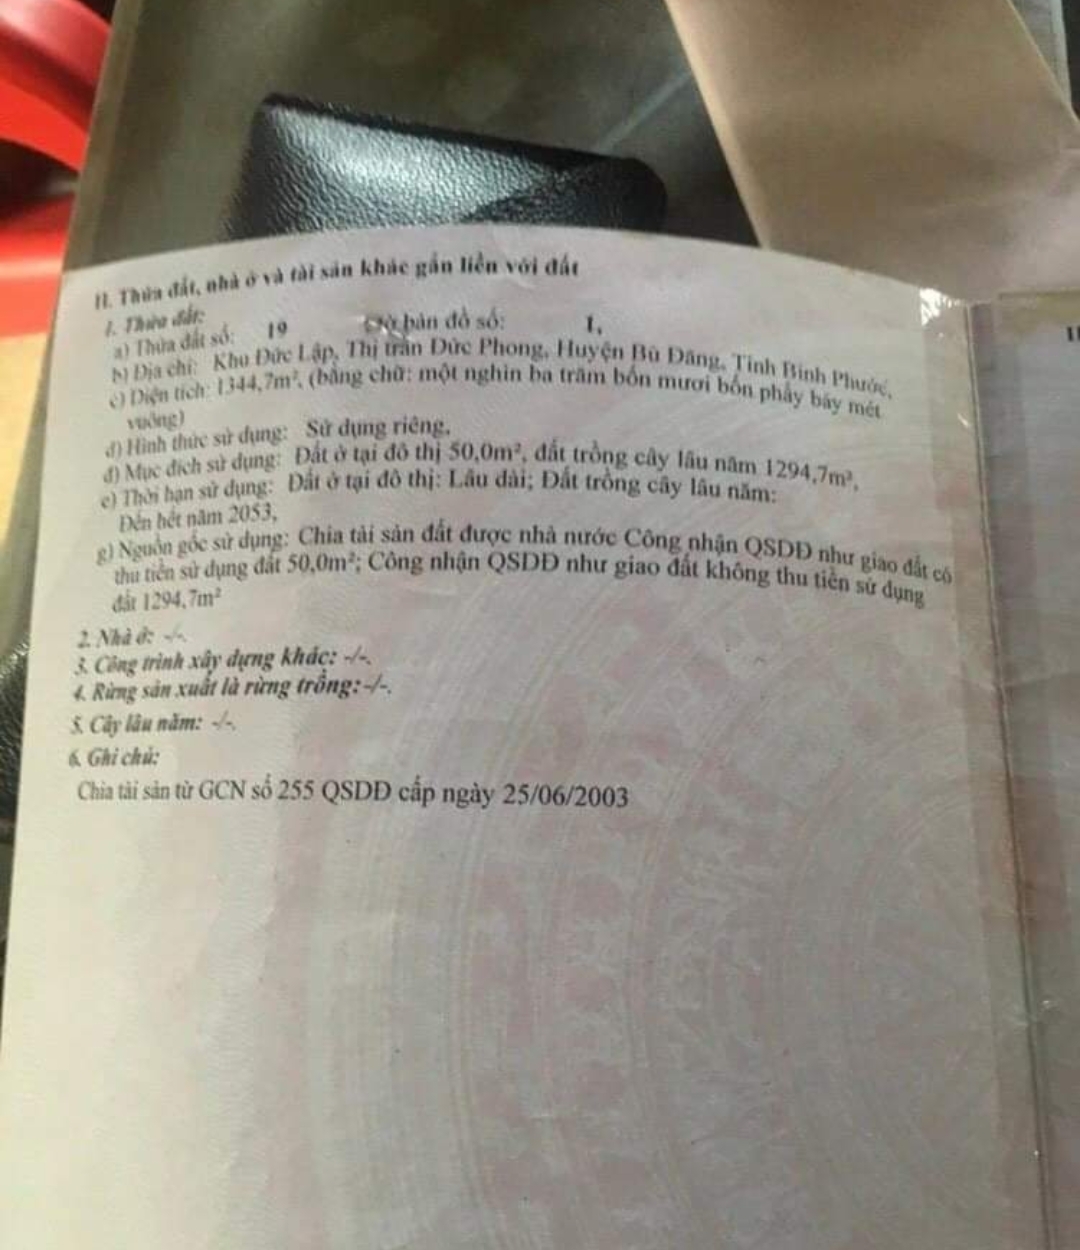 II. Thửa đất, nhà ở và tài sản khác gắn liền với đất
1. Thửa đất:
a) Thửa đất số: 19 tờ bản đồ số: 1,
b) Địa chỉ: Khu Đức Lập, Thị trấn Đức Phong, Huyện Bù Đăng, Tỉnh Bình Phước,
c) Diện tích: 1344,7m², (bằng chữ: một nghìn ba trăm bốn mươi bốn phẩy bảy mét
vuông)
d) Hình thức sử dụng: Sử dụng riêng,
đ) Mục đích sử dụng: Đất ở tại đô thị 50,0m², đất trồng cây lâu năm 1294,7m²,
e) Thời hạn sử dụng: Đất ở tại đô thị: Lâu dài; Đất trồng cây lâu năm:
Đến hết năm 2053,
g) Nguồn gốc sử dụng: Chia tài sản đất được nhà nước Công nhận QSDĐ như giao đất có
thu tiền sử dụng đất 50,0m²; Công nhận QSDĐ như giao đất không thu tiền sử dụng
đất 1294,7m²
2. Nhà ở: -/-.
3. Công trình xây dựng khác: -/-.
4. Rừng sản xuất là rừng trồng: -/-.
5. Cây lâu năm: -/-.
6. Ghi chú:
Chia tài sản từ GCN số 255 QSDĐ cấp ngày 25/06/2003